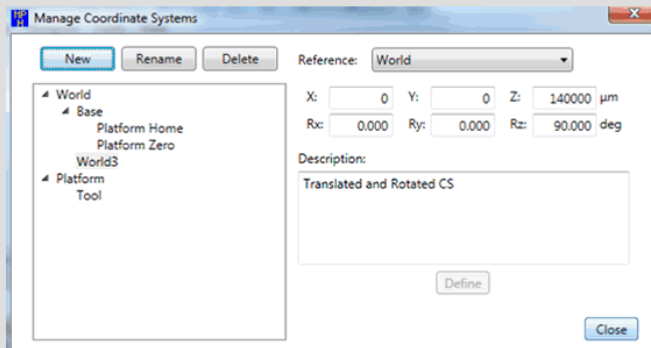 Manage Coordinate Systems
New Rename Delete Reference: World
World
Base
Platform Home
Platform Zero
World3
Platform
Tool
X: 0 Y: 0 Z: 140000 µm
Rx: 0.000 Ry: 0.000 Rz: 90.000 deg
Description:
Translated and Rotated CS
Define
Close